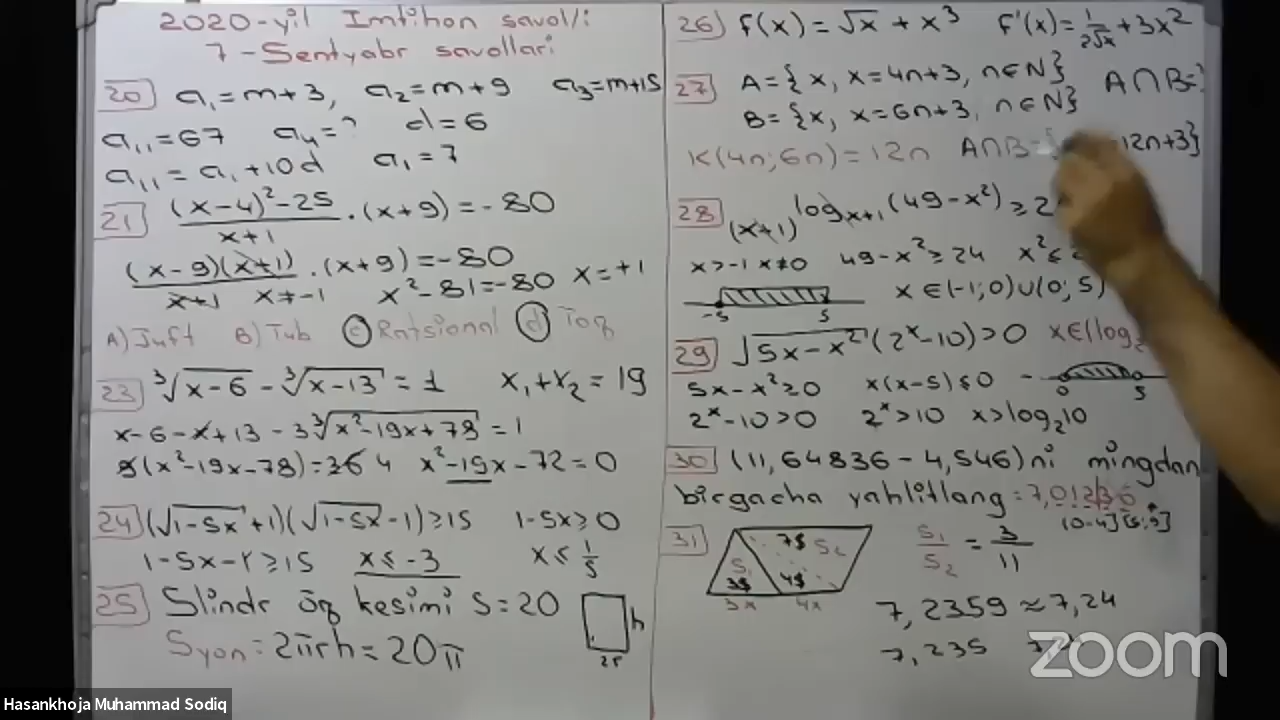 2020-yil Imtihon savol/i
7-Sentyabr savollari
20) a₁=m+3, a₂=m+9 a₃=m+15
a₁₁=67 a₄=? d=6
a₁₁=a₁+10d a₁=7
21) ((x-4)²-25)/(x+1) · (x+9)=-80
((x-9)(x+1))/(x+1) · (x+9)=-80 x=+1
x≠-1 x²-81=-80
A) Juft B) Tub C) Ratsional d) Toq
23) ∛(x-6) - ∛(x-13) = 1 x₁+x₂=19
x-6-x+13-3∛(x²-19x+78)=1
(x²-19x-78)= x²-19x-72=0
24) (√(1-5x)+1)(√(1-5x)-1)≥15 1-5x≥0
1-5x-1≥15 x≤-3 x≤1/5
25) Slindr o'q kesimi S=20
Syon=2πrh=20π h
2r
26) f(x)=√x+x³ f'(x)=1/(2√x)+3x²
27) A={x, x=4n+3, n∈N} A∩B=?
B={x, x=6n+3, n∈N}
K(4n;6n)=12n A∩B={ 12n+3}
28) (x+1) log_{x+1}(49-x²)≥2
x>-1 x≠0 49-x²≥24 x²≤
-5 5 x∈(-1;0)∪(0;5)
29) √(5x-x²)(2ˣ-10)>0 x∈(log₂
5x-x²≥0 x(x-5)≤0 0 5
2ˣ-10>0 2ˣ>10 x>log₂10
30) (11,64836-4,546)ni mingdan
birgacha yahlitlang=7,01230
[0-4][5;9]
31) S₁ 3S 7S S₂ 4S S₁/S₂=3/11
3x 4x 7,2359≈7,24
7,235
zoom
Hasankhoja Muhammad Sodiq